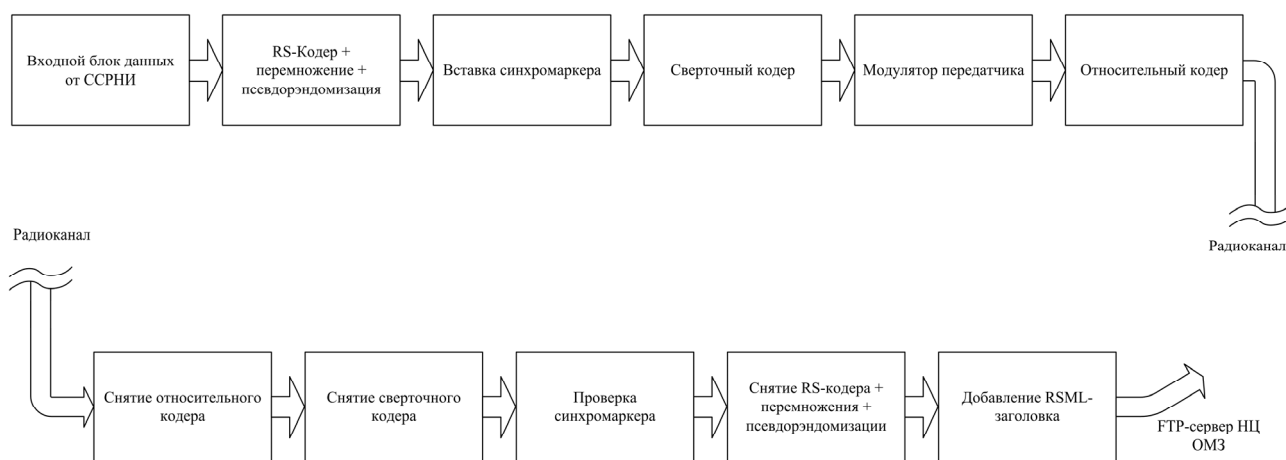 Входной блок данных
от ССРНИ
RS-Кодер +
перемножение +
псевдорэндомизация
Вставка синхромаркера
Сверточный кодер
Модулятор передатчика
Относительный кодер
Радиоканал
Радиоканал
Снятие относительного
кодера
Снятие сверточного
кодера
Проверка
синхромаркера
Снятие RS-кодера +
перемножения +
псевдорэндомизации
Добавление RSML-
заголовка
FTP-сервер НЦ
ОМЗ